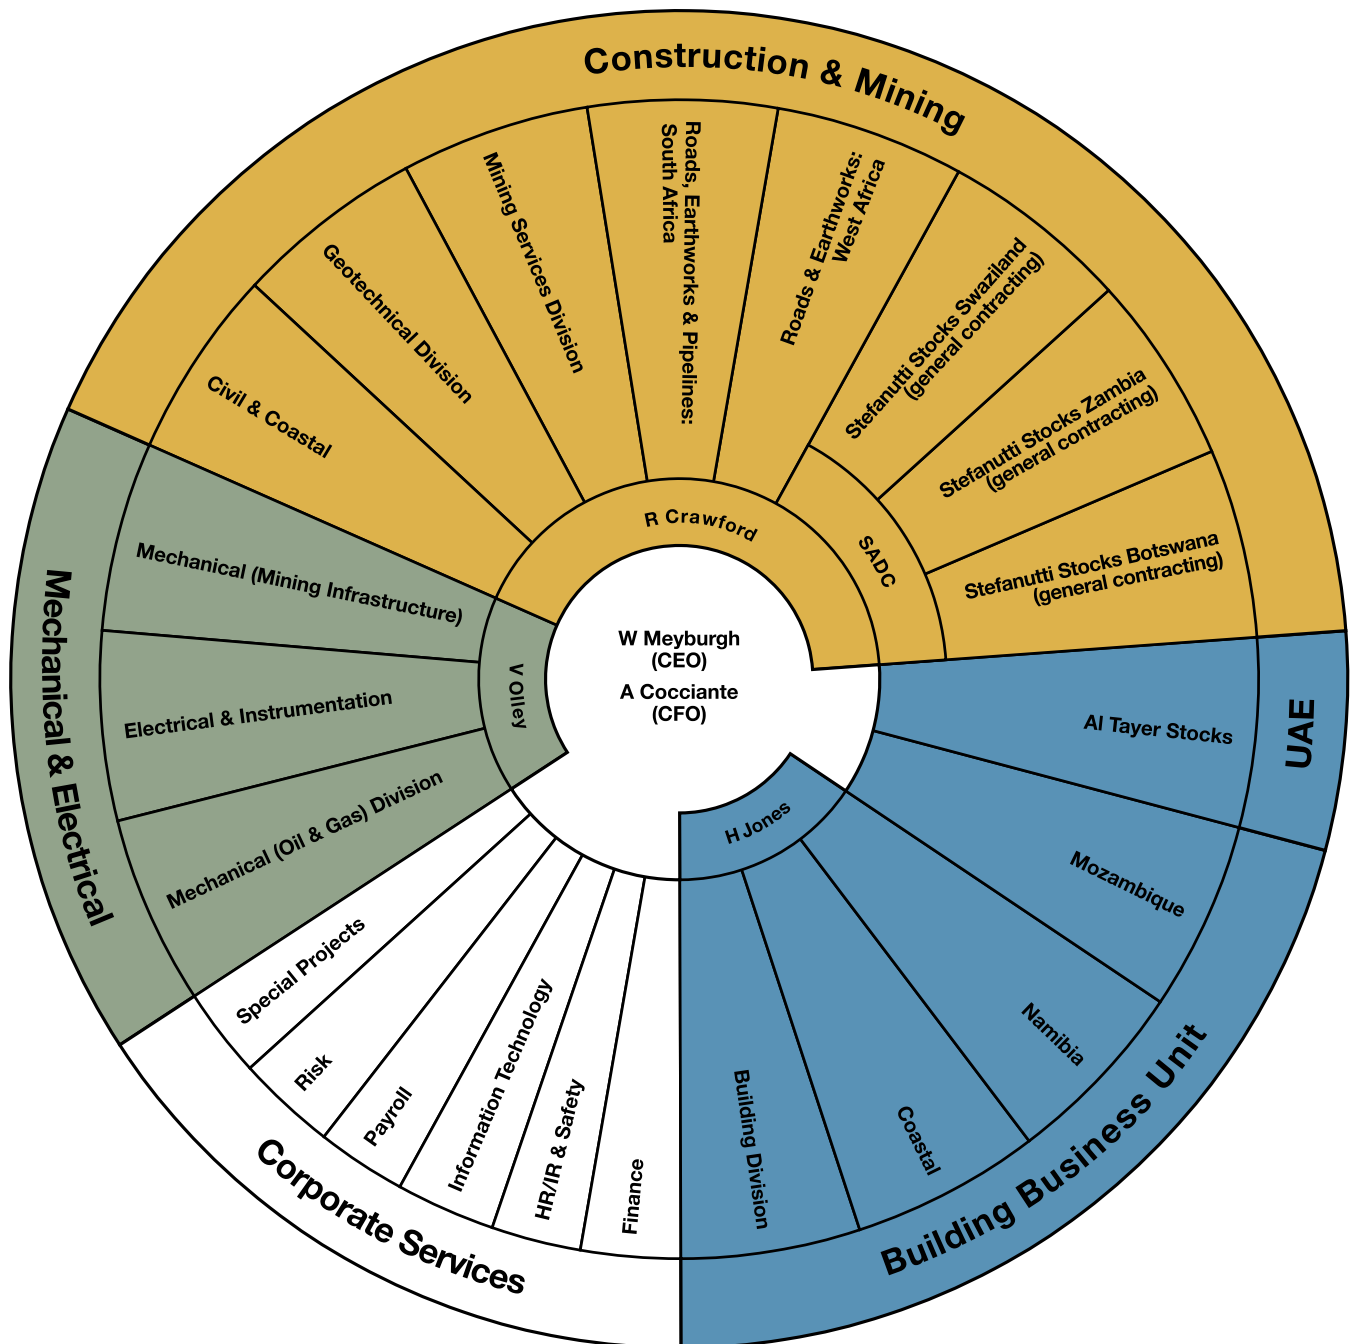 Construction & Mining
Civil & Coastal
Geotechnical Division
Mining Services Division
Roads, Earthworks & Pipelines:
South Africa
Roads & Earthworks:
West Africa
Stefanutti Stocks Swaziland
(general contracting)
Stefanutti Stocks Zambia
(general contracting)
Stefanutti Stocks Botswana
(general contracting)
SADC
R Crawford
UAE
Al Tayer Stocks
Building Business Unit
Mozambique
Namibia
Coastal
Building Division
H Jones
Corporate Services
Finance
HR/IR & Safety
Information Technology
Payroll
Risk
Special Projects
Mechanical & Electrical
Mechanical (Oil & Gas) Division
Electrical & Instrumentation
Mechanical (Mining Infrastructure)
V Olley
W Meyburgh
(CEO)
A Cocciante
(CFO)